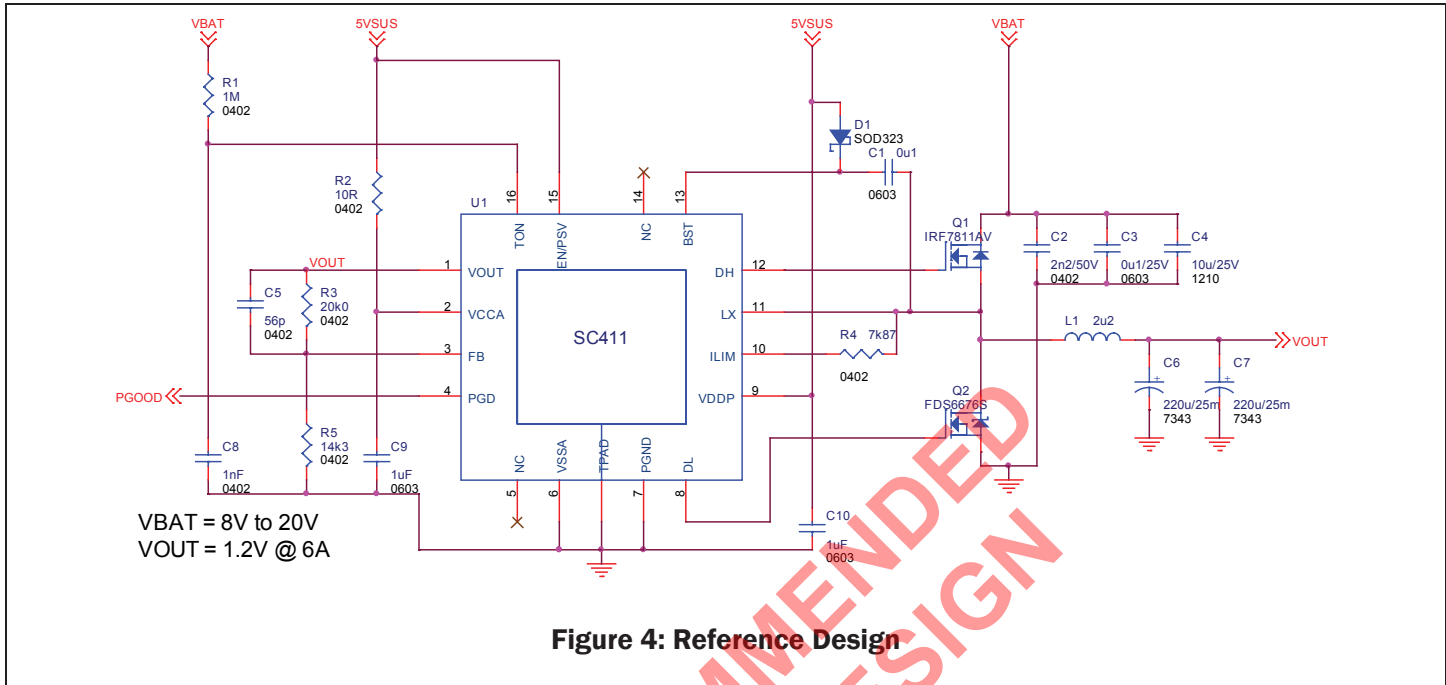 VBAT
5VSUS
5VSUS
VBAT
R1
1M
0402
D1
SOD323
C1 0u1
0603
R2
10R
0402
U1
16
15
14
13
TON
EN/PSV
NC
BST
Q1
IRF7811AV
C2
2n2/50V
0402
C3
0u1/25V
0603
C4
10u/25V
1210
VOUT
1
VOUT
DH
12
C5
56p
0402
R3
20k0
0402
2
VCCA
LX
11
SC411
R4 7k87
0402
L1 2u2
VOUT
3
FB
ILIM
10
C6
220u/25m
7343
C7
220u/25m
7343
PGOOD
4
PGD
VDDP
9
Q2
FDS6676S
R5
14k3
0402
C8
1nF
0402
C9
1uF
0603
NC
VSSA
TPAD
PGND
DL
5
6
7
8
C10
1uF
0603
VBAT = 8V to 20V
VOUT = 1.2V @ 6A
MMENDED
ESIGN
Figure 4: Reference Design